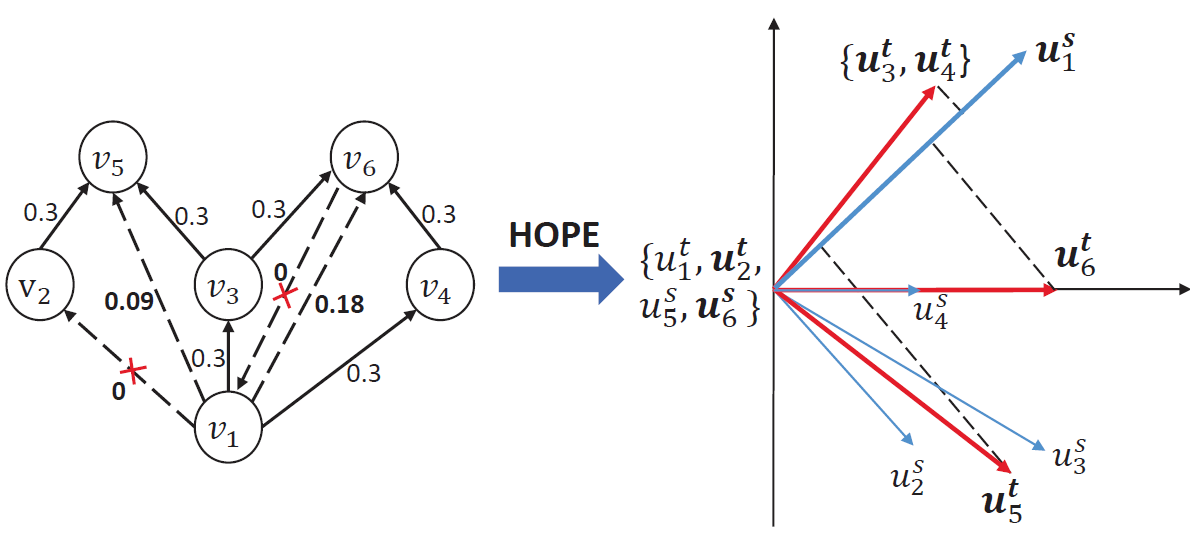 v₅
v₆
0.3
0.3
0.3
0.3
v₂
0.09
v₃
0
0.18
v₄
0
0.3
0.3
v₁
HOPE
{u₃ᵗ, u₄ᵗ}
u₁ˢ
{u₁ᵗ, u₂ᵗ,
u₅ˢ, u₆ˢ}
u₆ᵗ
u₄ˢ
u₂ˢ
u₃ˢ
u₅ᵗ